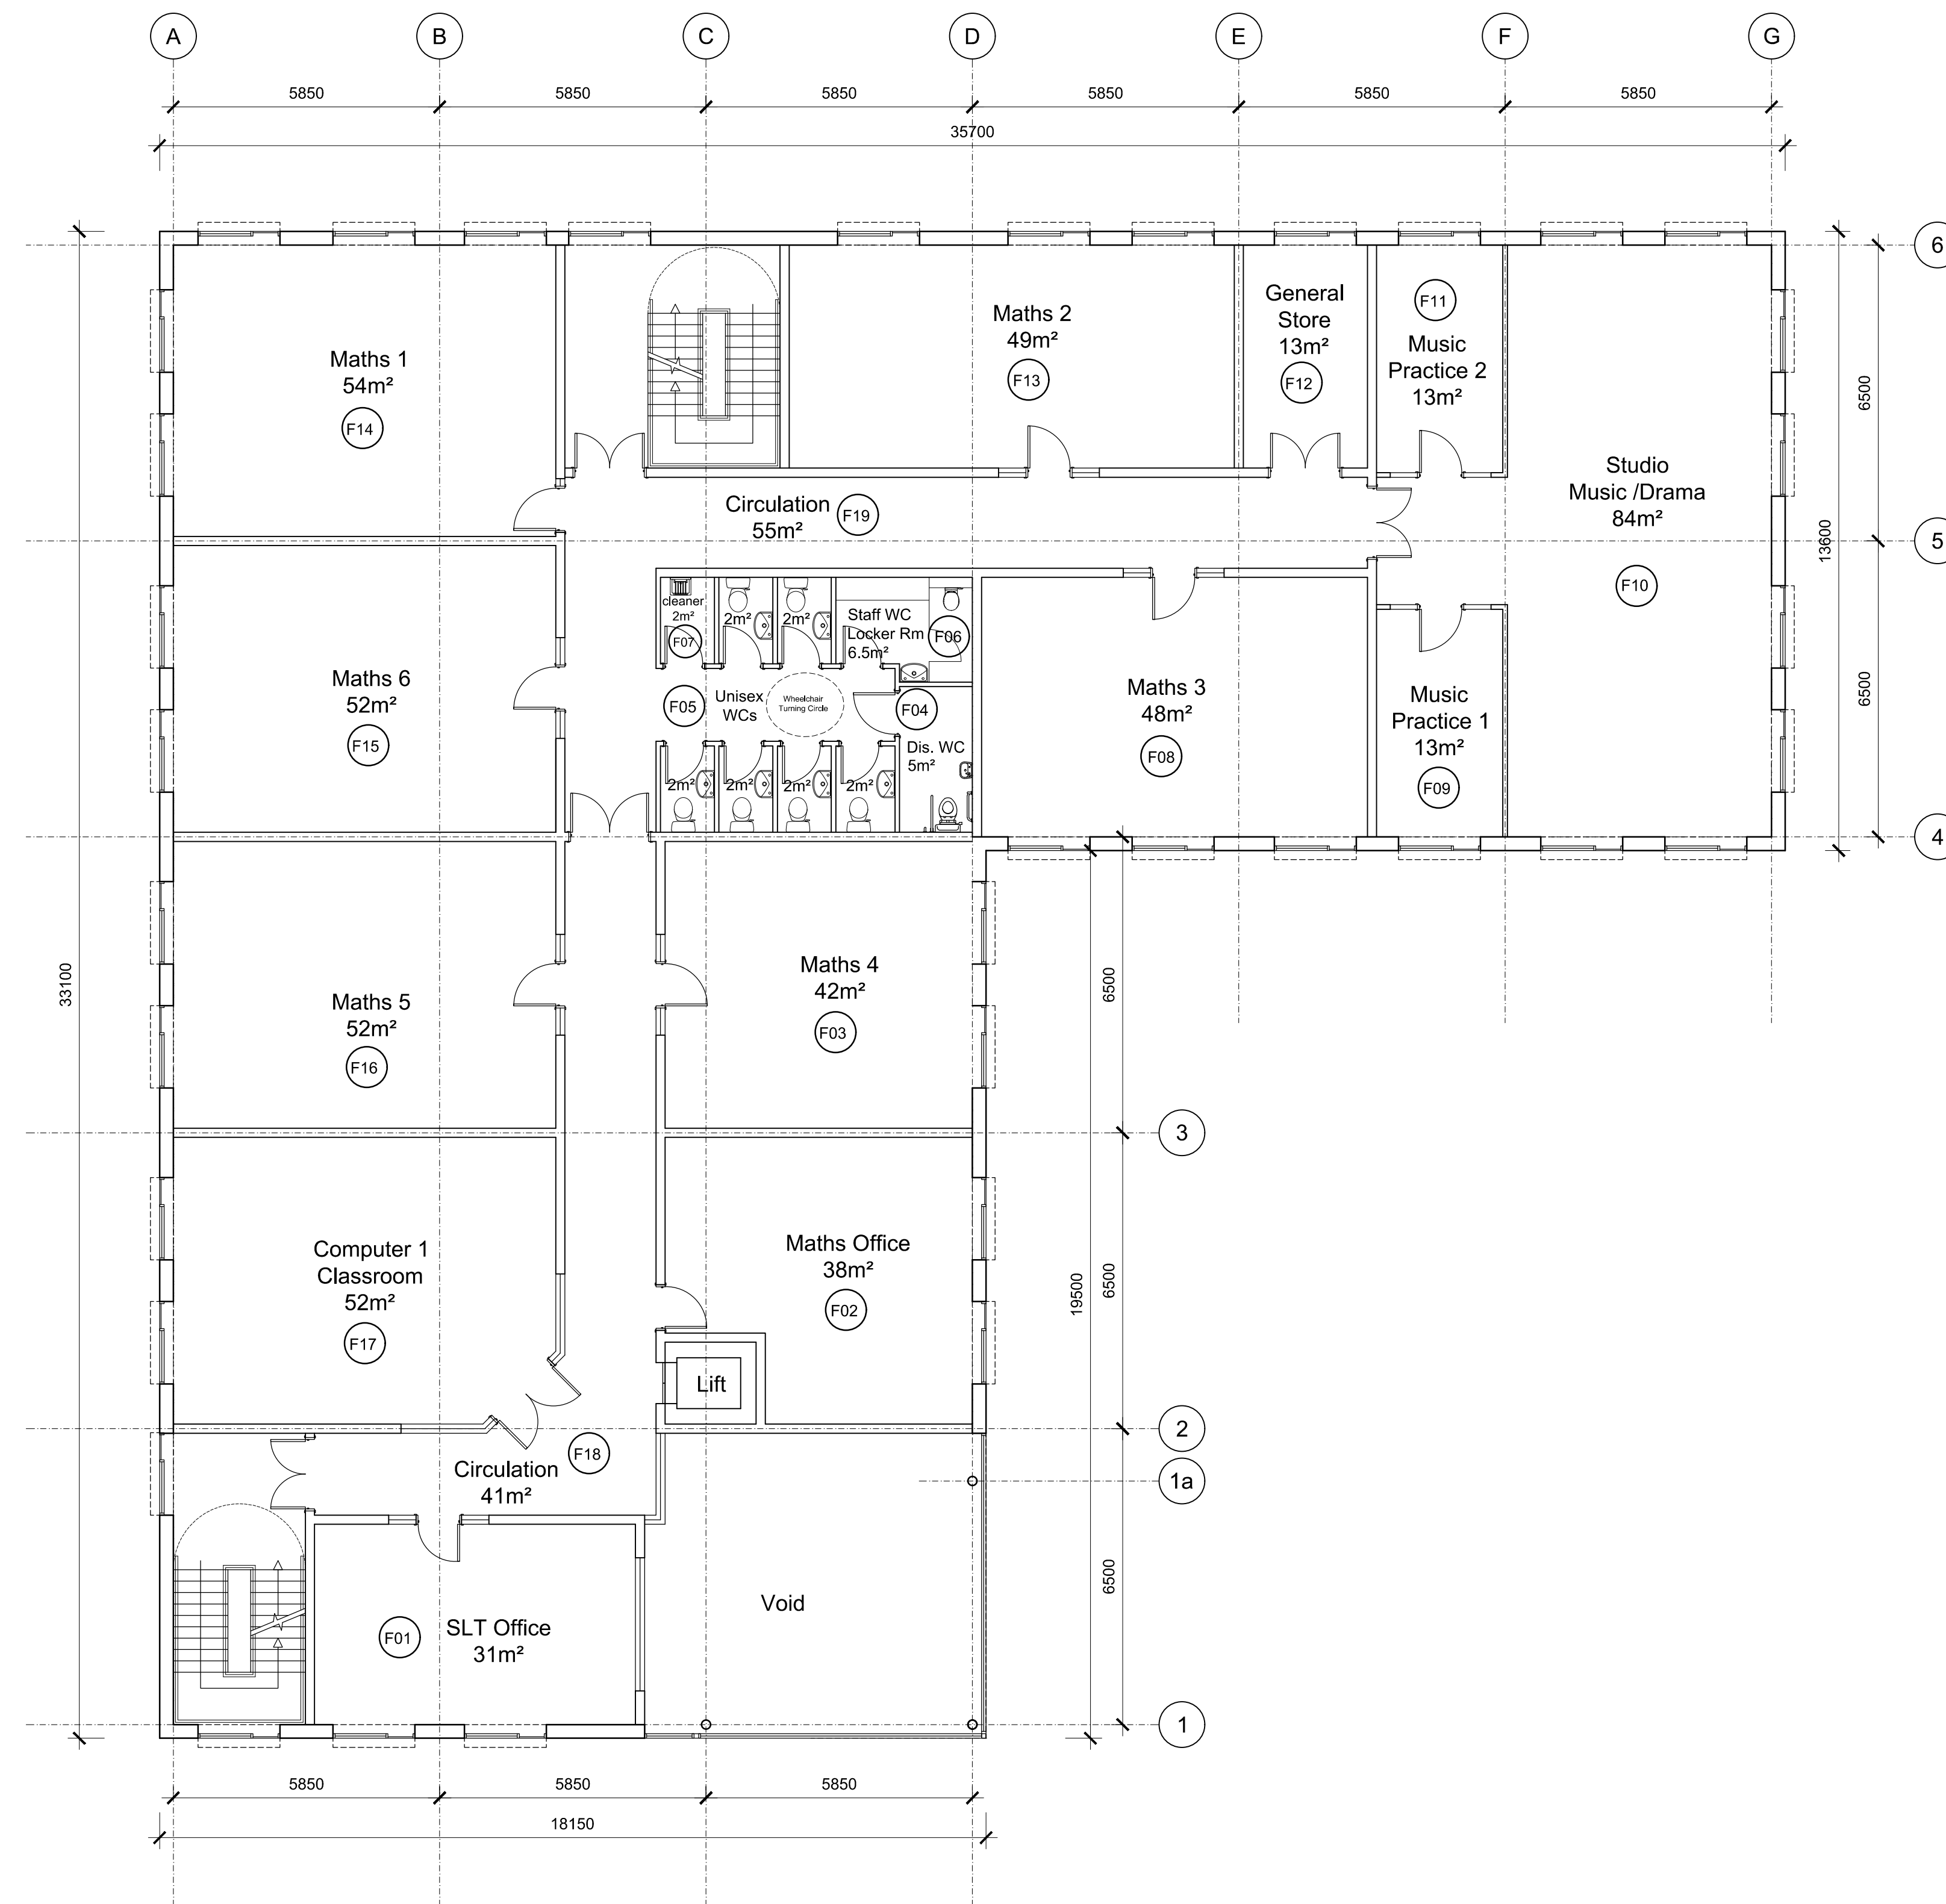 A
B
C
D
E
F
G
5850
5850
5850
5850
5850
5850
35700
6
Maths 1
54m²
F14
Maths 2
49m²
F13
General
Store
13m²
F12
F11
Music
Practice 2
13m²
6500
Studio
Music /Drama
84m²
F10
Circulation
55m²
F19
13600
5
cleaner
2m²
F07
2m²
2m²
Staff WC
Locker Rm
6.5m²
F06
Maths 6
52m²
F15
F05
Unisex
WCs
Wheelchair
Turning Circle
F04
Dis. WC
5m²
2m²
2m²
2m²
2m²
Maths 3
48m²
F08
Music
Practice 1
13m²
F09
6500
4
33100
Maths 5
52m²
F16
Maths 4
42m²
F03
6500
3
Computer 1
Classroom
52m²
F17
Maths Office
38m²
F02
19500
6500
Lift
2
F18
Circulation
41m²
1a
6500
Void
F01
SLT Office
31m²
1
5850
5850
5850
18150